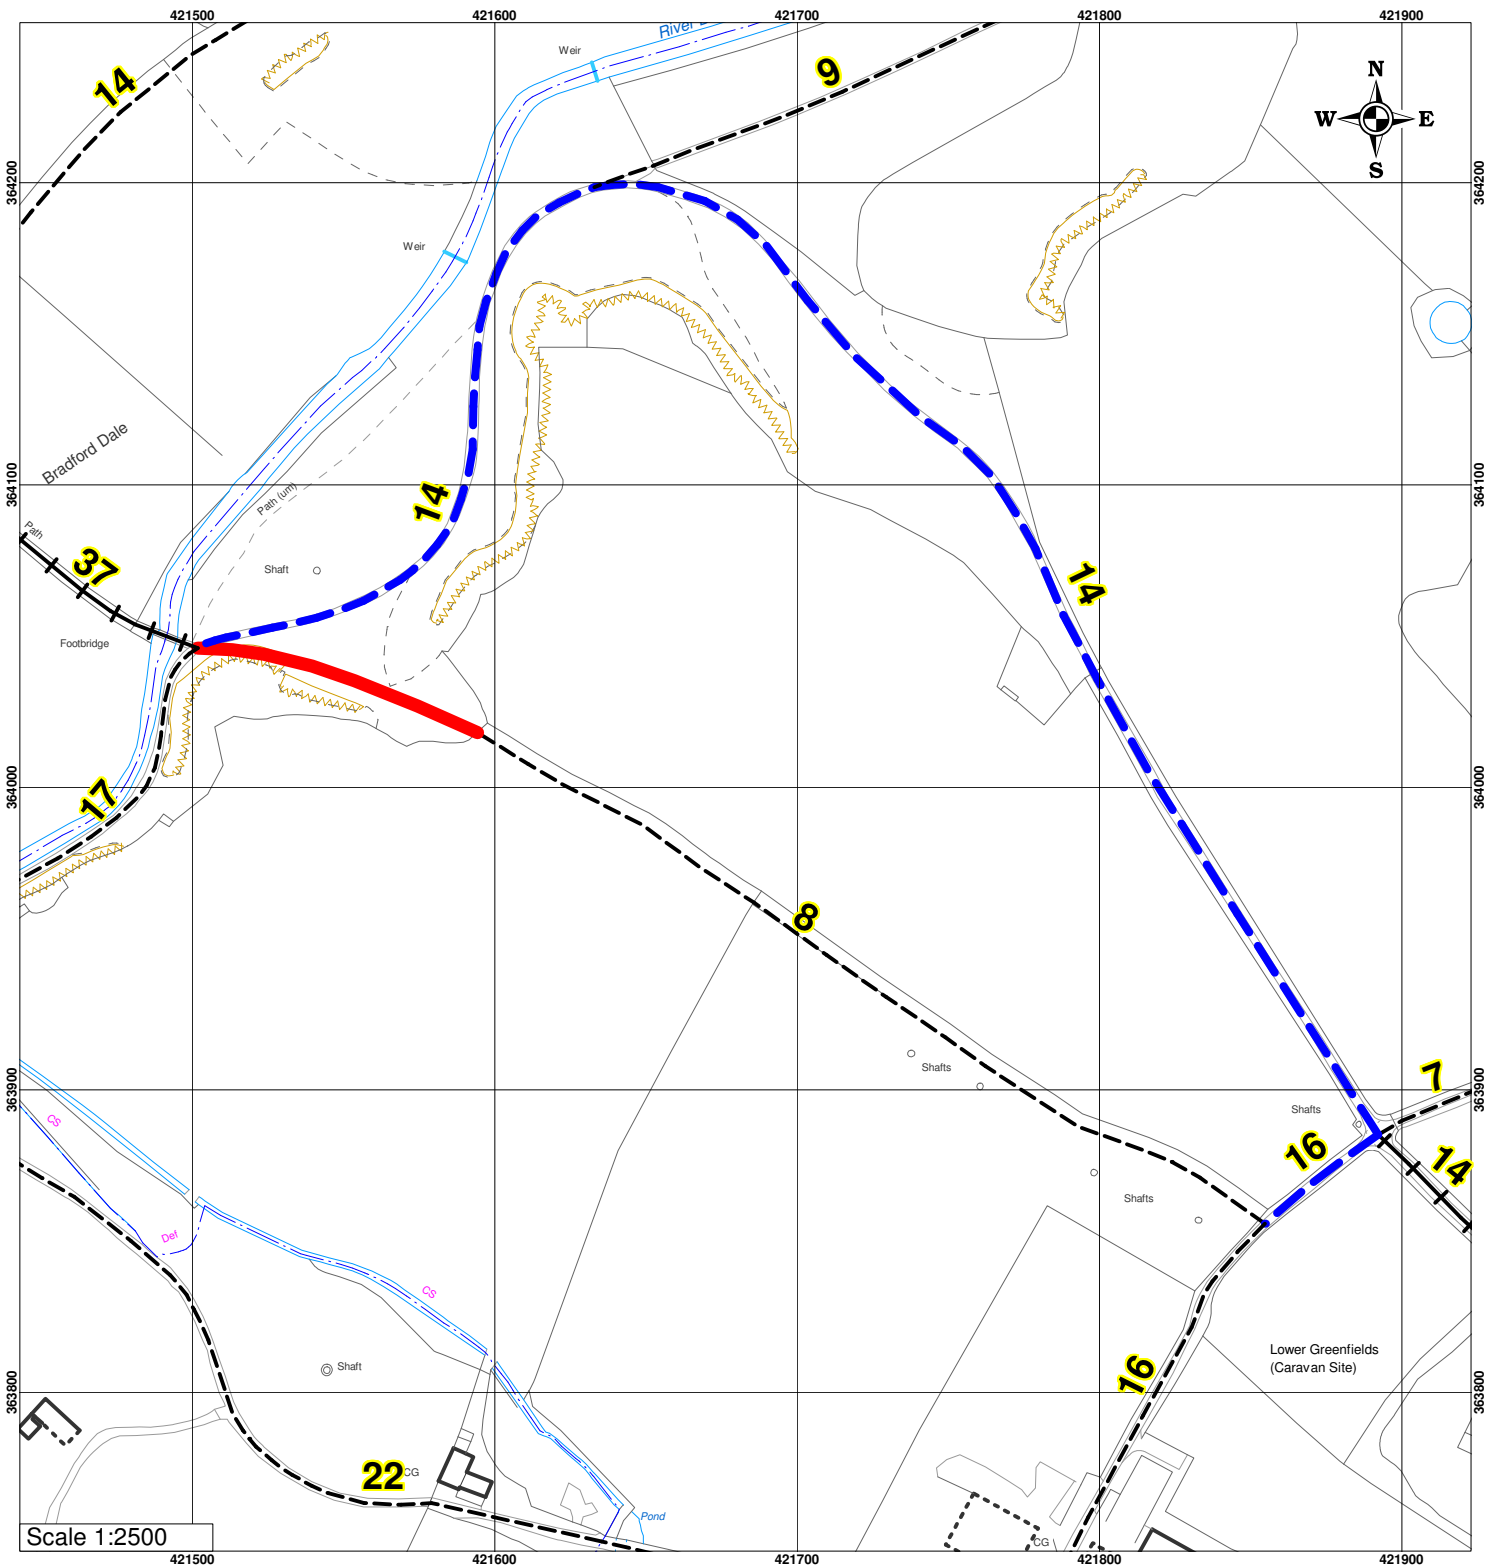 421500 421600 421700 421800 421900
River
Weir
9
14
N
W E
S
364200 364200
Weir
Bradford Dale
364100 Path (um) 14 364100
Path
37
Shaft
14
Footbridge
17
364000 364000
8
Shafts
363900 363900
7
CS
Shafts
16
14
Shafts
Def
CS
Lower Greenfields
(Caravan Site)
Shaft
16
363800 363800
22 CG
Pond
Scale 1:2500
CG
421500 421600 421700 421800 421900